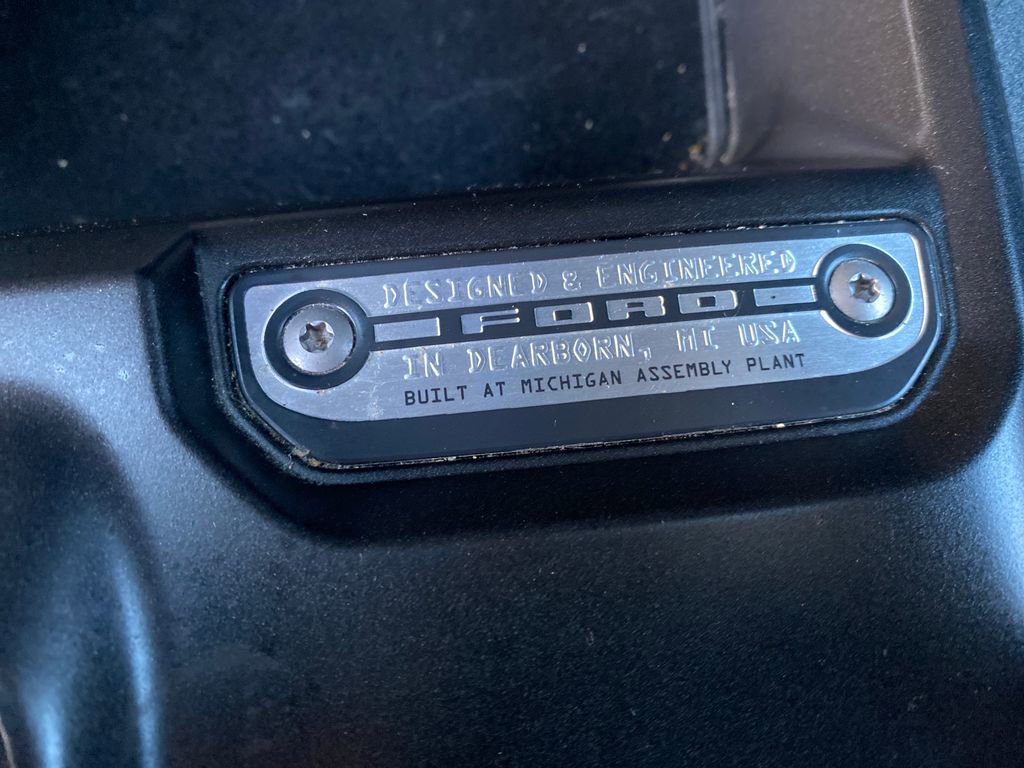 DESIGNED & ENGINEERED
FORD
IN DEARBORN, MI USA
BUILT AT MICHIGAN ASSEMBLY PLANT